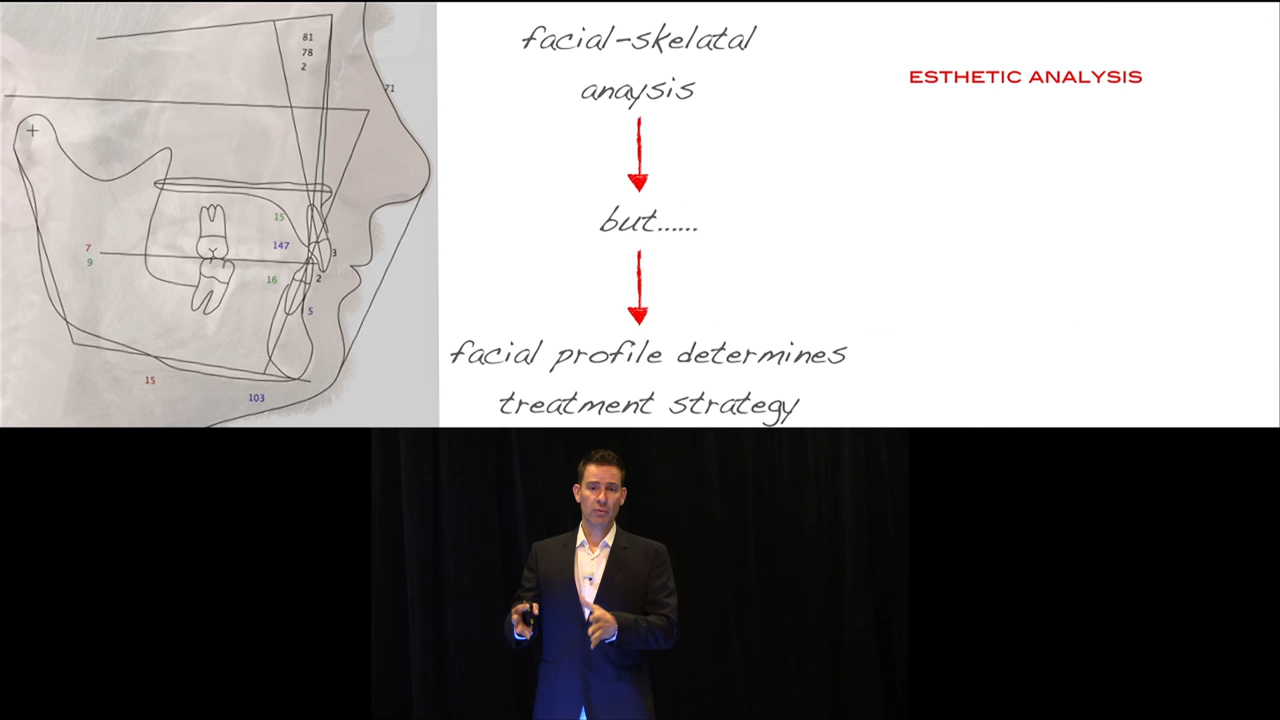 81
78
2
71
15
147
3
7
9
16
2
5
15
103
facial-skelatal
anaysis
but......
facial profile determines
treatment strategy
ESTHETIC ANALYSIS